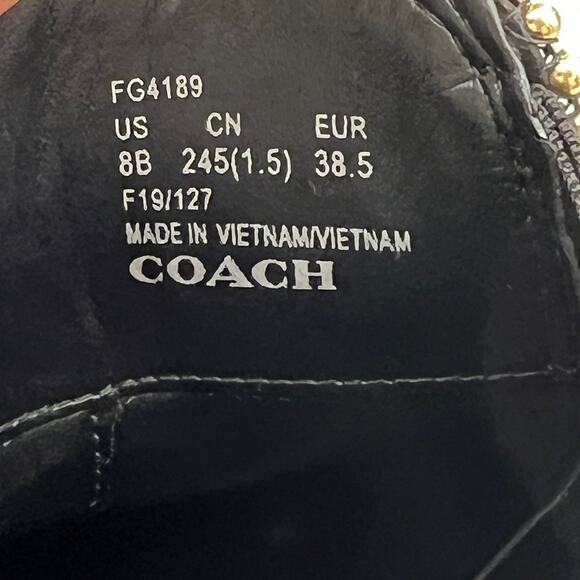 FG4189
US CN EUR
8B 245(1.5) 38.5
F19/127
MADE IN VIETNAM/VIETNAM
COACH